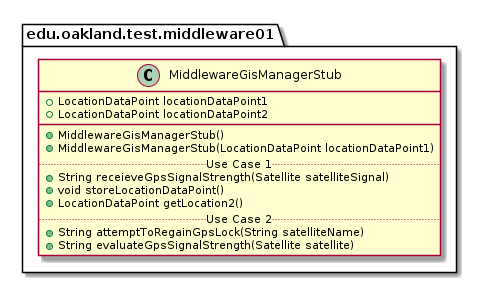 edu.oakland.test.middleware01
C MiddlewareGisManagerStub
LocationDataPoint locationDataPoint1
LocationDataPoint locationDataPoint2
MiddlewareGisManagerStub()
MiddlewareGisManagerStub(LocationDataPoint locationDataPoint1)
Use Case 1
String receieveGpsSignalStrength(Satellite satelliteSignal)
void storeLocationDataPoint()
LocationDataPoint getLocation2()
Use Case 2
String attemptToRegainGpsLock(String satelliteName)
String evaluateGpsSignalStrength(Satellite satellite)